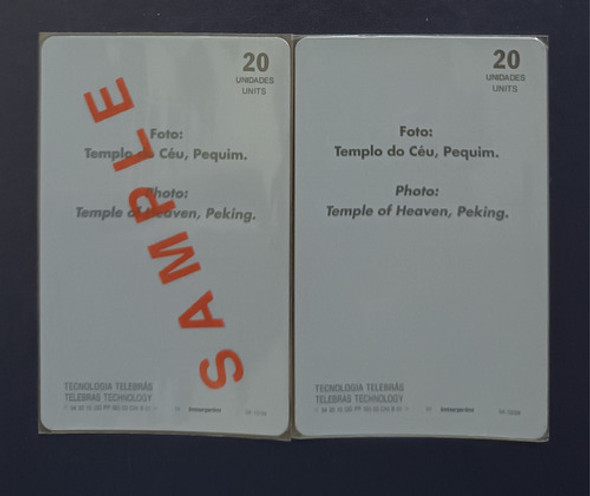 20
UNIDADES
UNITS
Foto:
Templo do Céu, Pequim.
Photo:
Temple of Heaven, Peking.
SAMPLE
TECNOLOGIA TELEBRÁS
TELEBRAS TECHNOLOGY
20
UNIDADES
UNITS
Foto:
Templo do Céu, Pequim.
Photo:
Temple of Heaven, Peking.
TECNOLOGIA TELEBRÁS
TELEBRAS TECHNOLOGY